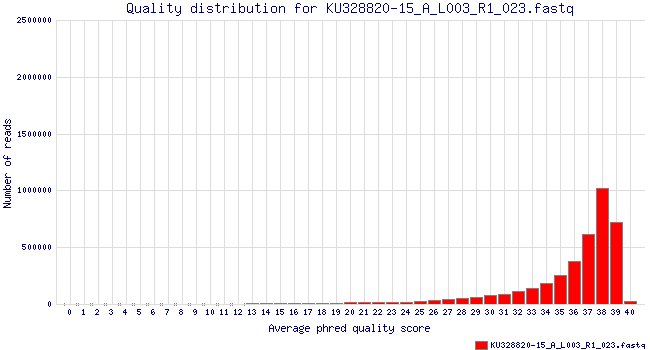 Quality distribution for KU328820-15_A_L003_R1_023.fastq
2500000
2000000
1500000
1000000
500000
0
Number of reads
0 1 2 3 4 5 6 7 8 9 10 11 12 13 14 15 16 17 18 19 20 21 22 23 24 25 26 27 28 29 30 31 32 33 34 35 36 37 38 39 40
Average phred quality score
KU328820-15_A_L003_R1_023.fastq